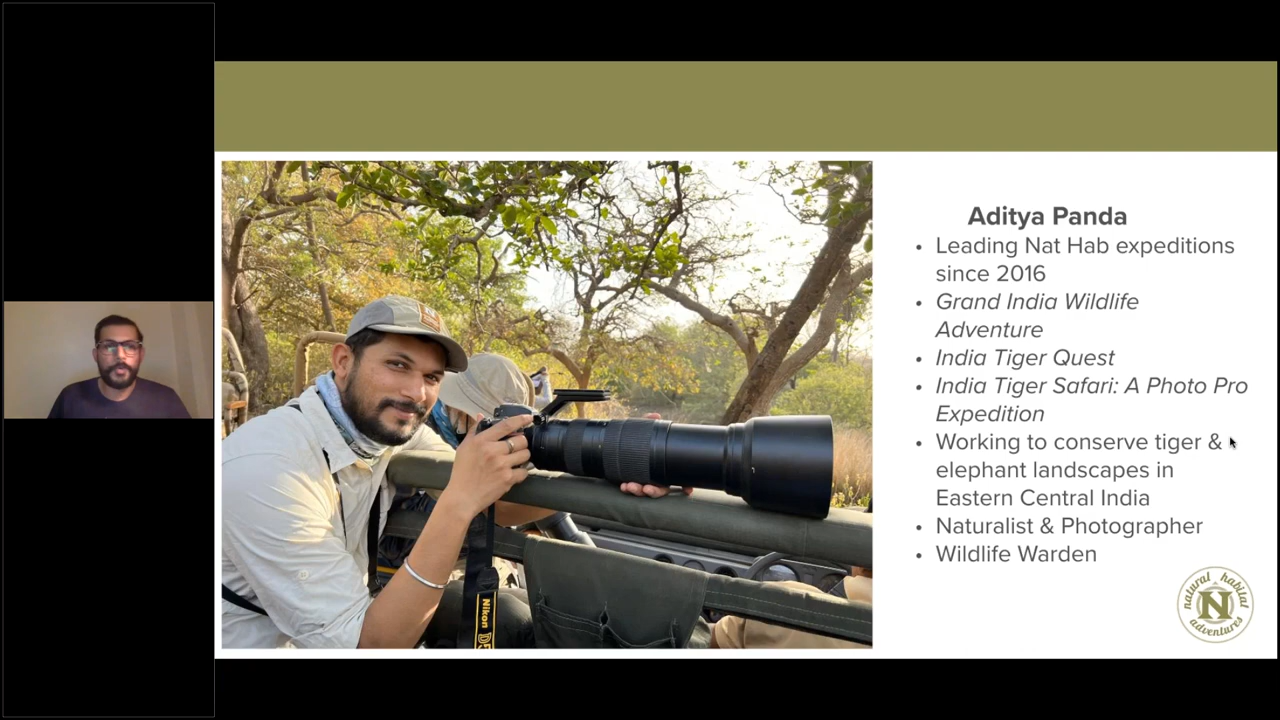 Aditya Panda
• Leading Nat Hab expeditions
since 2016
• Grand India Wildlife
Adventure
• India Tiger Quest
• India Tiger Safari: A Photo Pro
Expedition
• Working to conserve tiger &
elephant landscapes in
Eastern Central India
• Naturalist & Photographer
• Wildlife Warden
Nikon
natural habitat
N
adventures